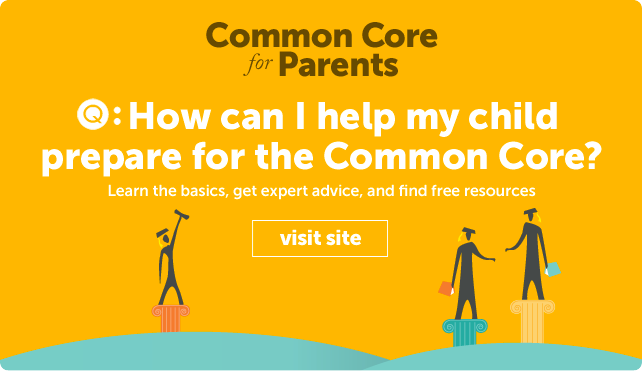 Common Core
for Parents
Q: How can I help my child
prepare for the Common Core?
Learn the basics, get expert advice, and find free resources
visit site